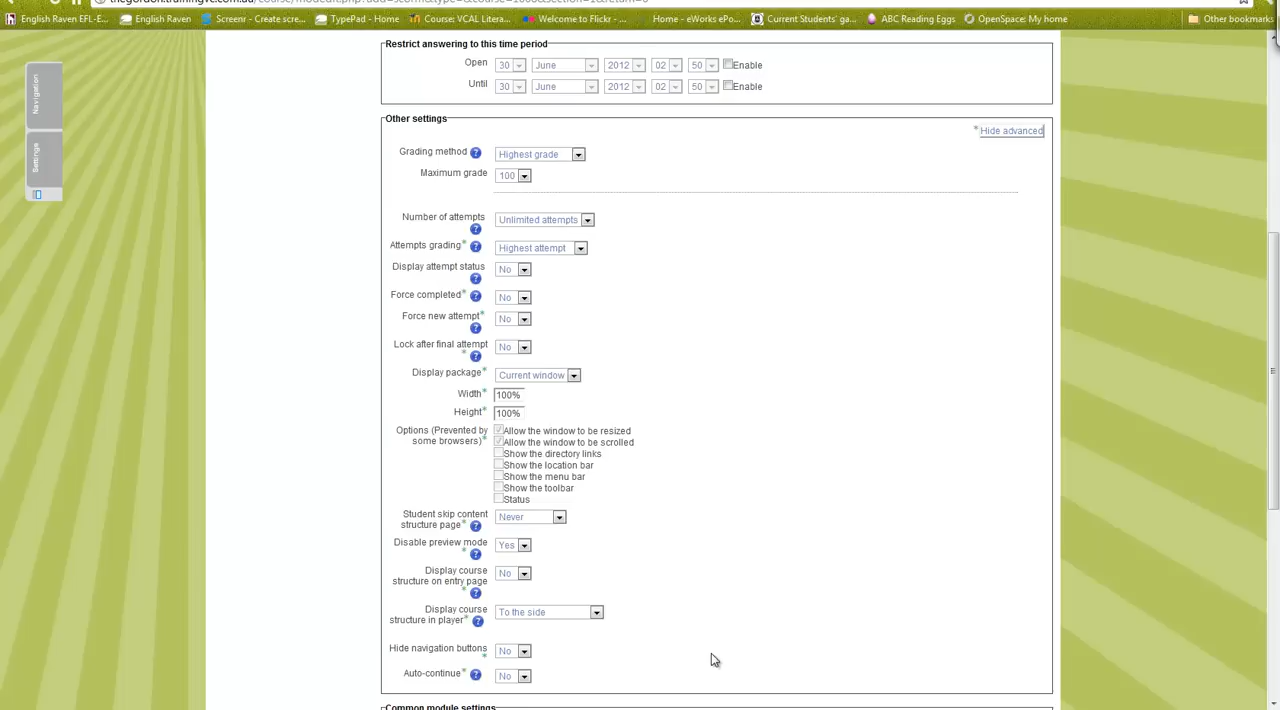 English Raven EFL-E...
English Raven
Screenr - Create scre...
TypePad - Home
Course: VCAL Litera...
Welcome to Flickr - ...
Home - eWorks ePo...
Current Students' ga...
ABC Reading Eggs
OpenSpace: My home
Other bookmarks
Navigation
Settings
Restrict answering to this time period
Open 30 June 2012 02 50 Enable
Until 30 June 2012 02 50 Enable
Other settings
* Hide advanced
Grading method ? Highest grade
Maximum grade 100
Number of attempts ? Unlimited attempts
Attempts grading* ? Highest attempt
Display attempt status ? No
Force completed* ? No
Force new attempt* ? No
Lock after final attempt * ? No
Display package* Current window
Width* 100%
Height* 100%
Options (Prevented by
some browsers)*
Allow the window to be resized
Allow the window to be scrolled
Show the directory links
Show the location bar
Show the menu bar
Show the toolbar
Status
Student skip content
structure page* ? Never
Disable preview mode * ? Yes
Display course
structure on entry page * ? No
Display course
structure in player* ? To the side
Hide navigation buttons * No
Auto-continue* ? No
Common module settings